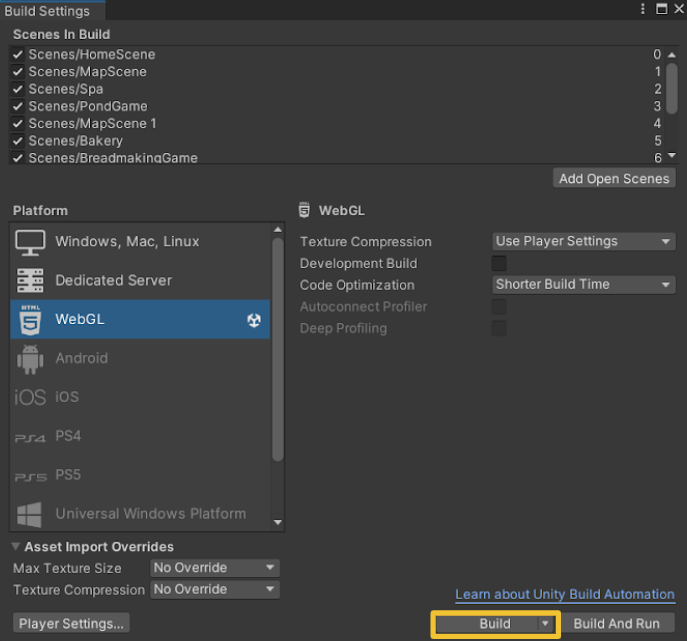 Build Settings
Scenes In Build
Scenes/HomeScene 0
Scenes/MapScene 1
Scenes/Spa 2
Scenes/PondGame 3
Scenes/MapScene 1 4
Scenes/Bakery 5
Scenes/BreadmakingGame 6
Add Open Scenes
Platform
Windows, Mac, Linux
Dedicated Server
HTML 5 WebGL
Android
iOS iOS
PS4 PS4
PS5 PS5
Universal Windows Platform
5 WebGL
Texture Compression Use Player Settings
Development Build
Code Optimization Shorter Build Time
Autoconnect Profiler
Deep Profiling
Asset Import Overrides
Max Texture Size No Override
Texture Compression No Override
Learn about Unity Build Automation
Player Settings... Build Build And Run